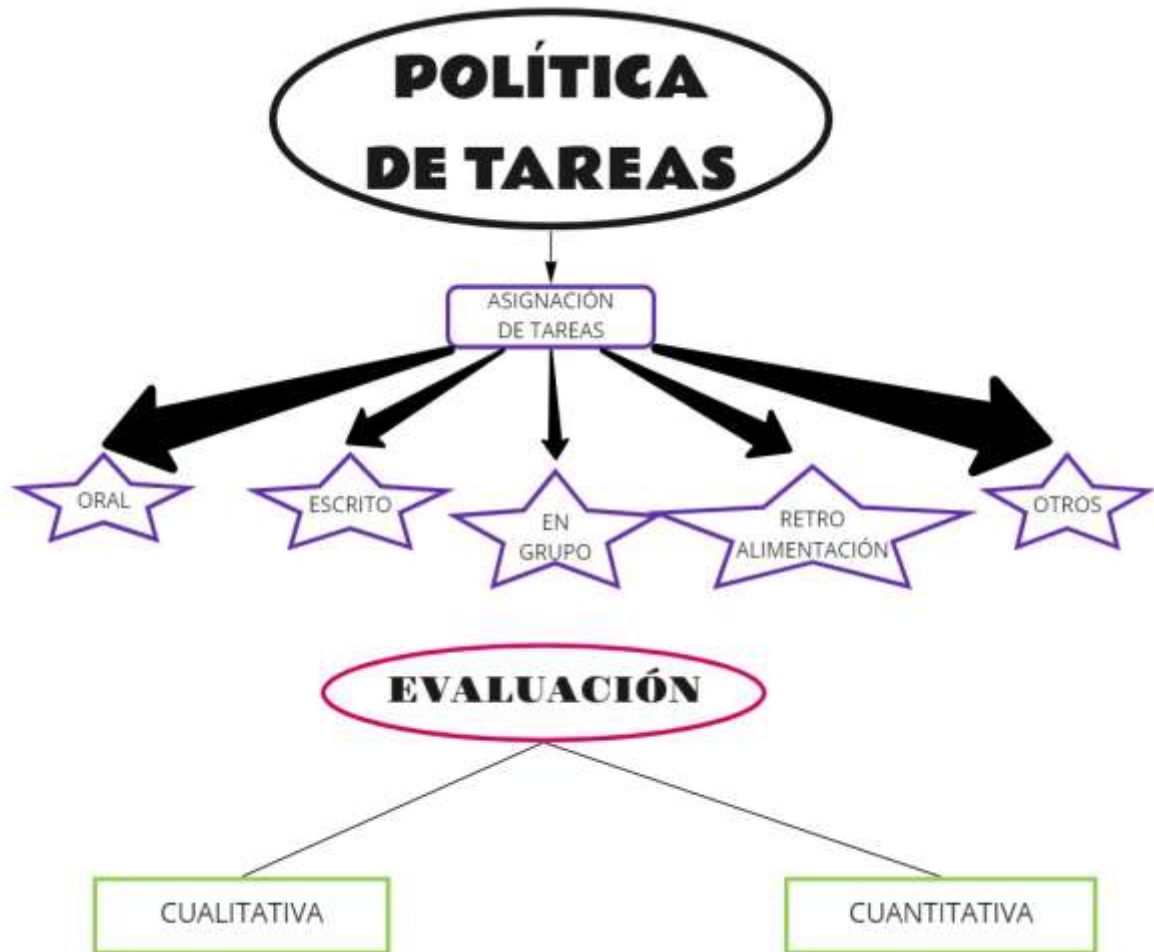 POLÍTICA
DE TAREAS
ASIGNACIÓN
DE TAREAS
ORAL
ESCRITO
EN
GRUPO
RETRO
ALIMENTACIÓN
OTROS
EVALUACIÓN
CUALITATIVA
CUANTITATIVA